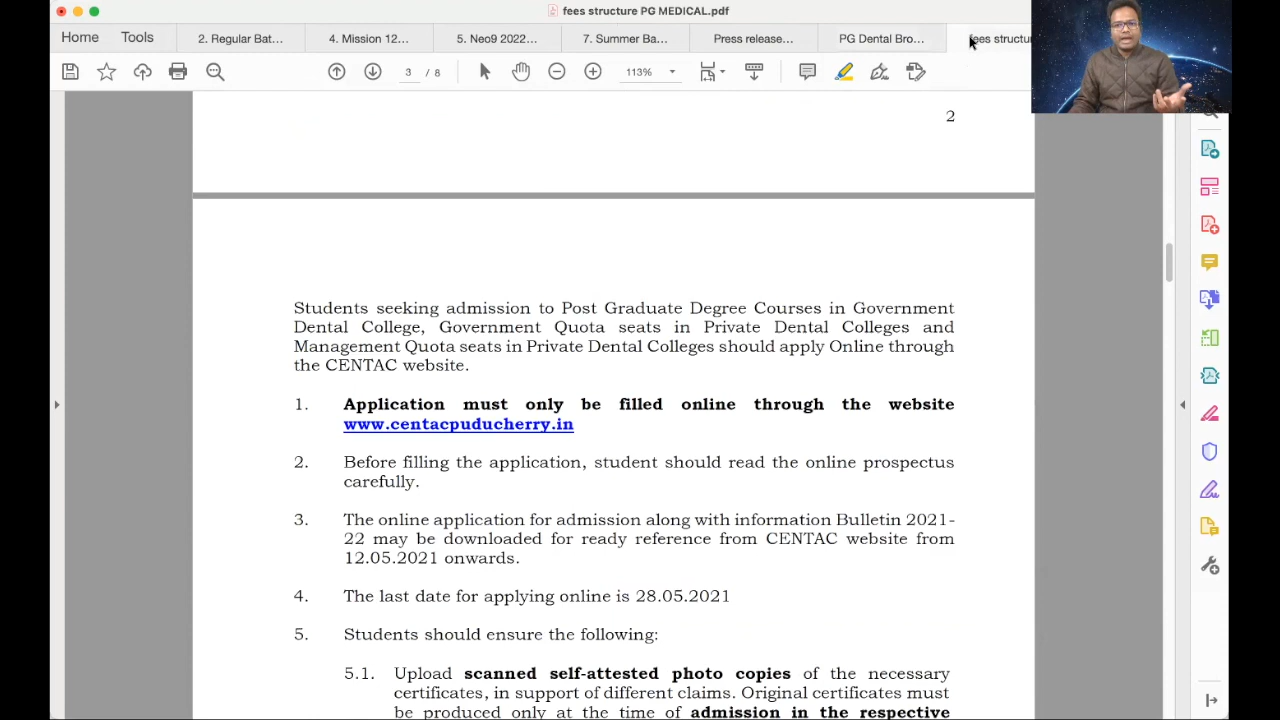 fees structure PG MEDICAL.pdf
Home Tools 2. Regular Bat... 4. Mission 12... 5. Neo9 2022... 7. Summer Ba... Press release... PG Dental Bro... fees structu
3 / 8 113%
2
Students seeking admission to Post Graduate Degree Courses in Government
Dental College, Government Quota seats in Private Dental Colleges and
Management Quota seats in Private Dental Colleges should apply Online through
the CENTAC website.
1. Application must only be filled online through the website
www.centacpuducherry.in
2. Before filling the application, student should read the online prospectus
carefully.
3. The online application for admission along with information Bulletin 2021-
22 may be downloaded for ready reference from CENTAC website from
12.05.2021 onwards.
4. The last date for applying online is 28.05.2021
5. Students should ensure the following:
5.1. Upload scanned self-attested photo copies of the necessary
certificates, in support of different claims. Original certificates must
be produced only at the time of admission in the respective